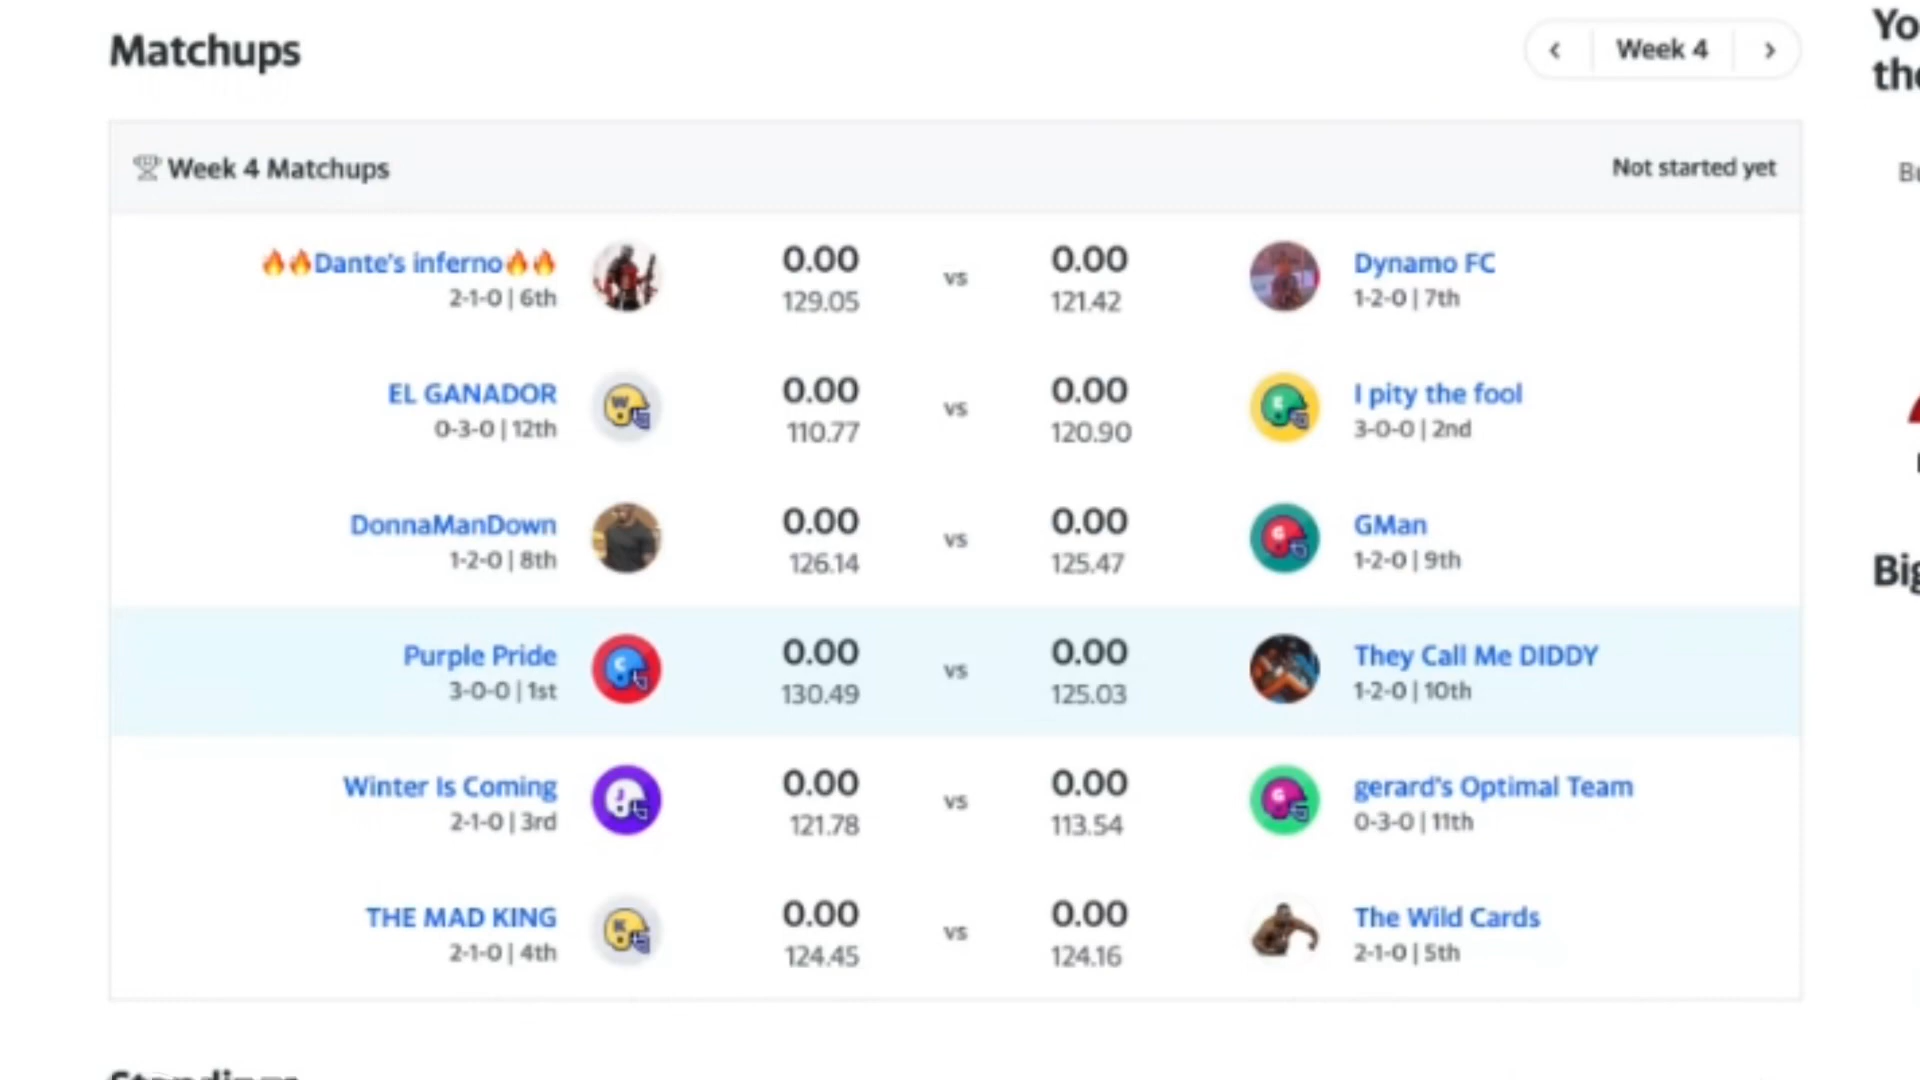 Matchups
Week 4
Week 4 Matchups
Not started yet
🔥🔥Dante's inferno🔥🔥
2-1-0 | 6th
0.00
129.05
vs
0.00
121.42
Dynamo FC
1-2-0 | 7th
EL GANADOR
0-3-0 | 12th
0.00
110.77
vs
0.00
120.90
I pity the fool
3-0-0 | 2nd
DonnaManDown
1-2-0 | 8th
0.00
126.14
vs
0.00
125.47
GMan
1-2-0 | 9th
Purple Pride
3-0-0 | 1st
0.00
130.49
vs
0.00
125.03
They Call Me DIDDY
1-2-0 | 10th
Winter Is Coming
2-1-0 | 3rd
0.00
121.78
vs
0.00
113.54
gerard's Optimal Team
0-3-0 | 11th
THE MAD KING
2-1-0 | 4th
0.00
124.45
vs
0.00
124.16
The Wild Cards
2-1-0 | 5th